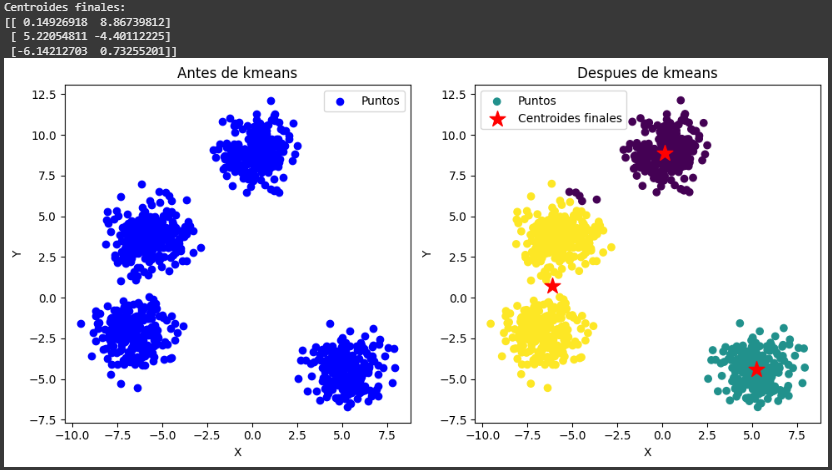 Centroides finales:
[[ 0.14926918  8.86739812]
 [ 5.22054811 -4.40112225]
 [-6.14212703  0.73255201]]
Antes de kmeans
Puntos
12.5
10.0
7.5
5.0
2.5
0.0
−2.5
−5.0
−7.5
Y
−10.0 −7.5 −5.0 −2.5 0.0 2.5 5.0 7.5
X
Despues de kmeans
Puntos
Centroides finales
12.5
10.0
7.5
5.0
2.5
0.0
−2.5
−5.0
−7.5
Y
−10.0 −7.5 −5.0 −2.5 0.0 2.5 5.0 7.5
X